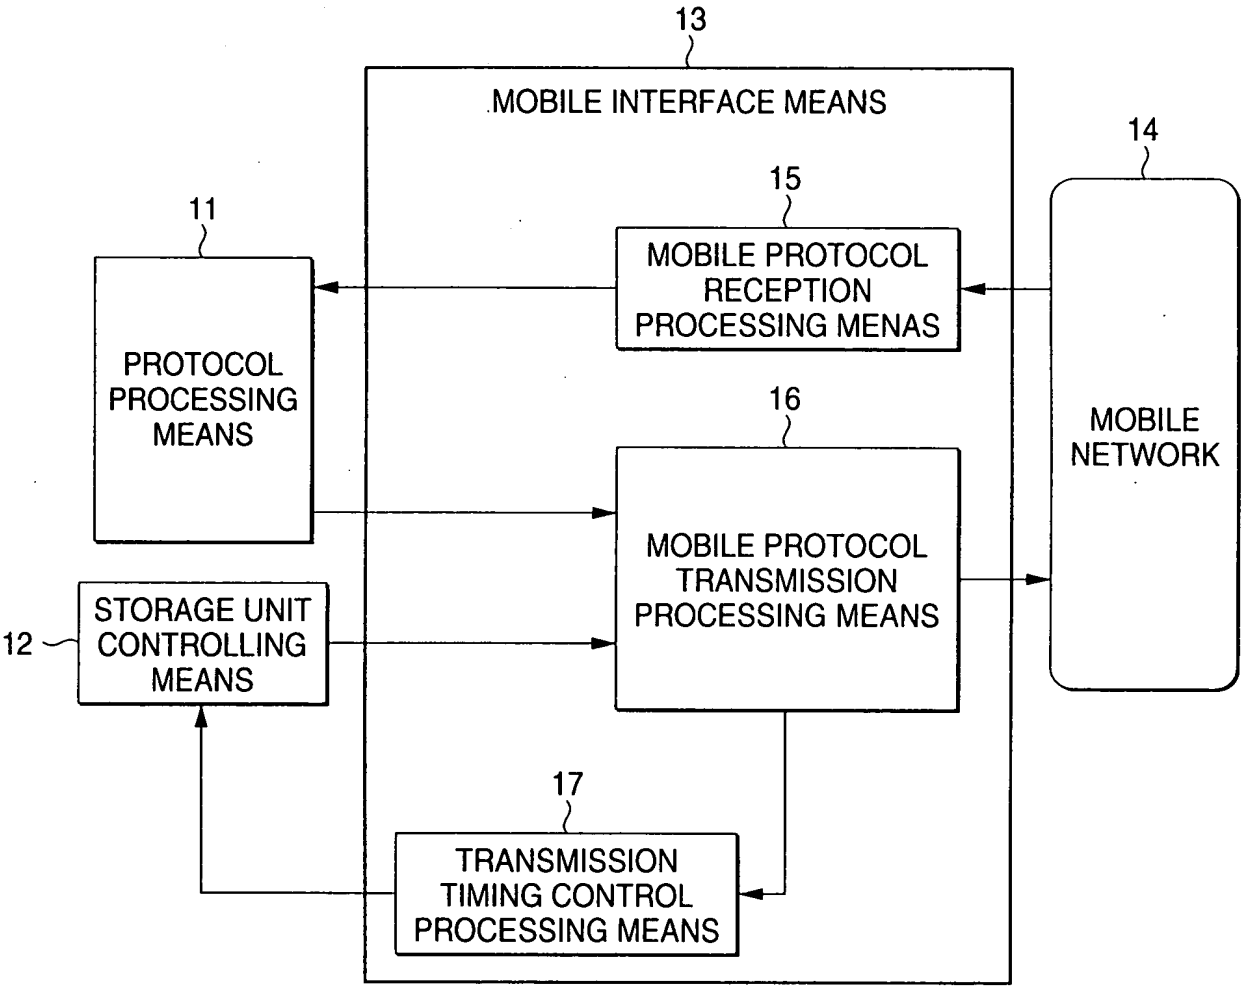 13
MOBILE INTERFACE MEANS
14
15
11
MOBILE PROTOCOL
RECEPTION
PROCESSING MENAS
PROTOCOL
PROCESSING
MEANS
16
MOBILE
NETWORK
MOBILE PROTOCOL
TRANSMISSION
PROCESSING MEANS
12
STORAGE UNIT
CONTROLLING
MEANS
17
TRANSMISSION
TIMING CONTROL
PROCESSING MEANS